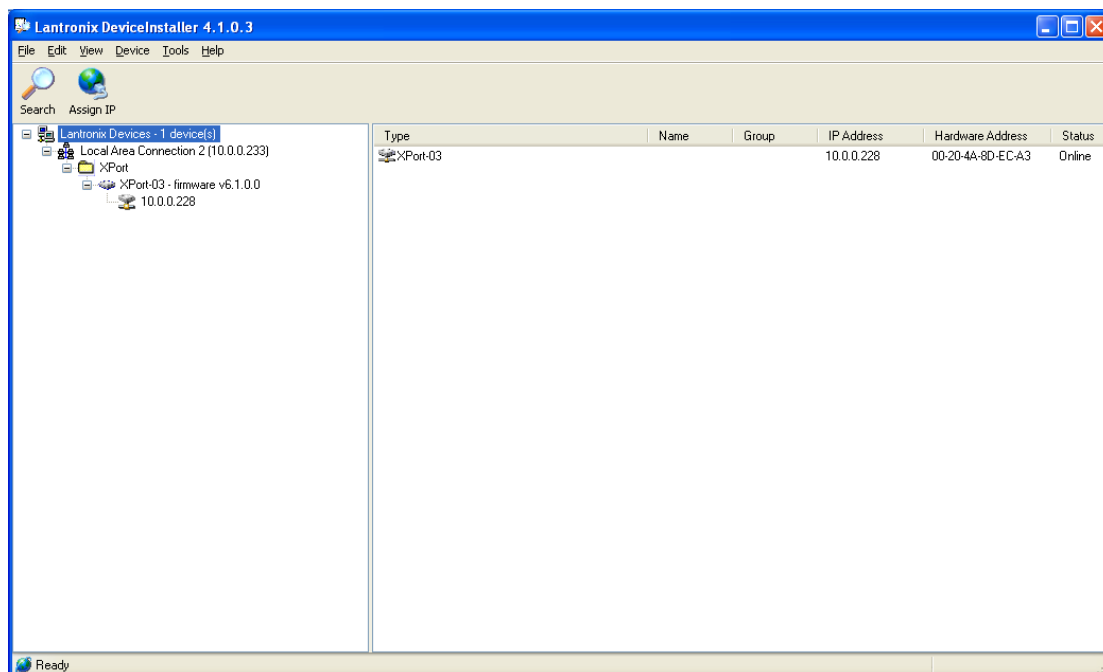 Lantronix DeviceInstaller 4.1.0.3
File Edit View Device Tools Help
Search Assign IP
Lantronix Devices - 1 device(s)
Local Area Connection 2 (10.0.0.233)
XPort
XPort-03 - firmware v6.1.0.0
10.0.0.228
Type Name Group IP Address Hardware Address Status
XPort-03 10.0.0.228 00-20-4A-8D-EC-A3 Online
Ready